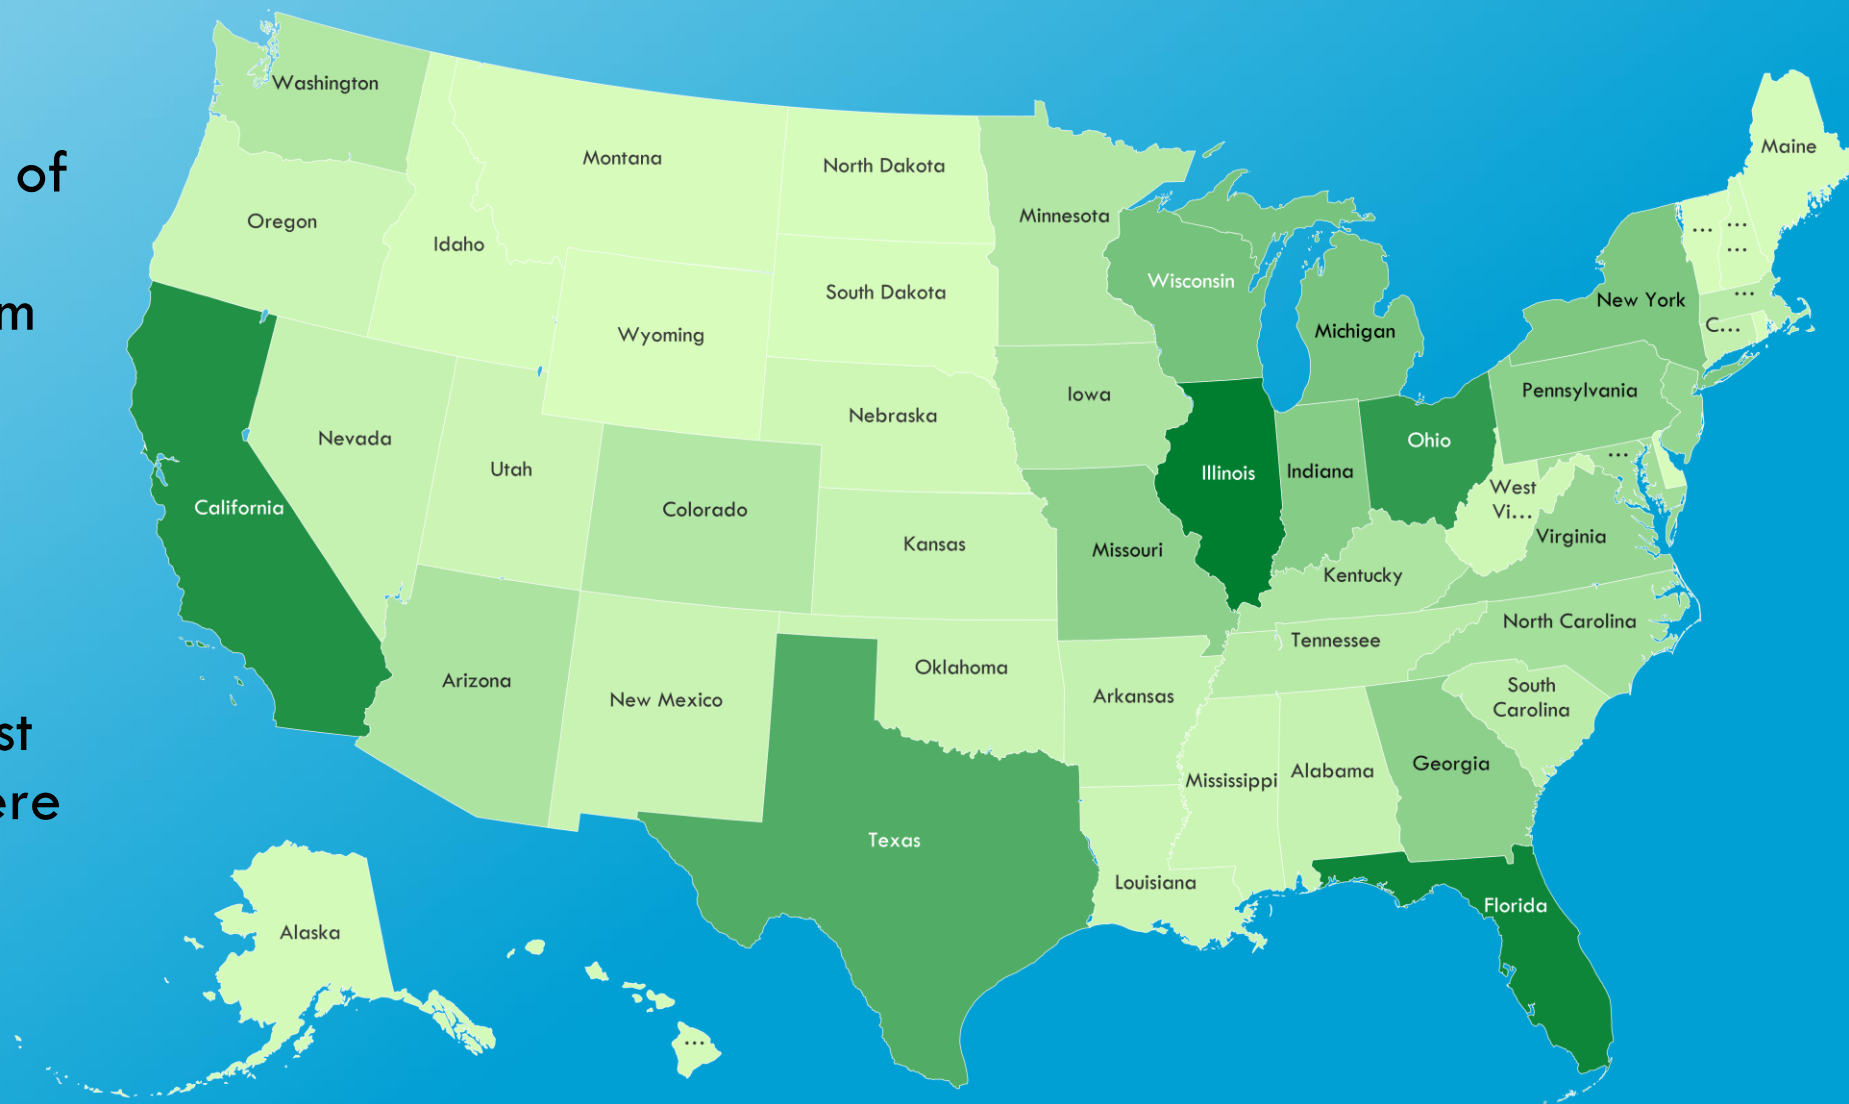 of
m
st
ere
Washington
Montana
North Dakota
Minnesota
Oregon
Idaho
Wyoming
South Dakota
Wisconsin
Michigan
New York
Maine
...
...
...
...
C...
Nevada
Utah
Colorado
Nebraska
Iowa
Illinois
Indiana
Ohio
Pennsylvania
...
California
Kansas
Missouri
West
Vi...
Virginia
Kentucky
Arizona
New Mexico
Oklahoma
Arkansas
Tennessee
North Carolina
South
Carolina
Texas
Louisiana
Mississippi
Alabama
Georgia
Florida
Alaska
...